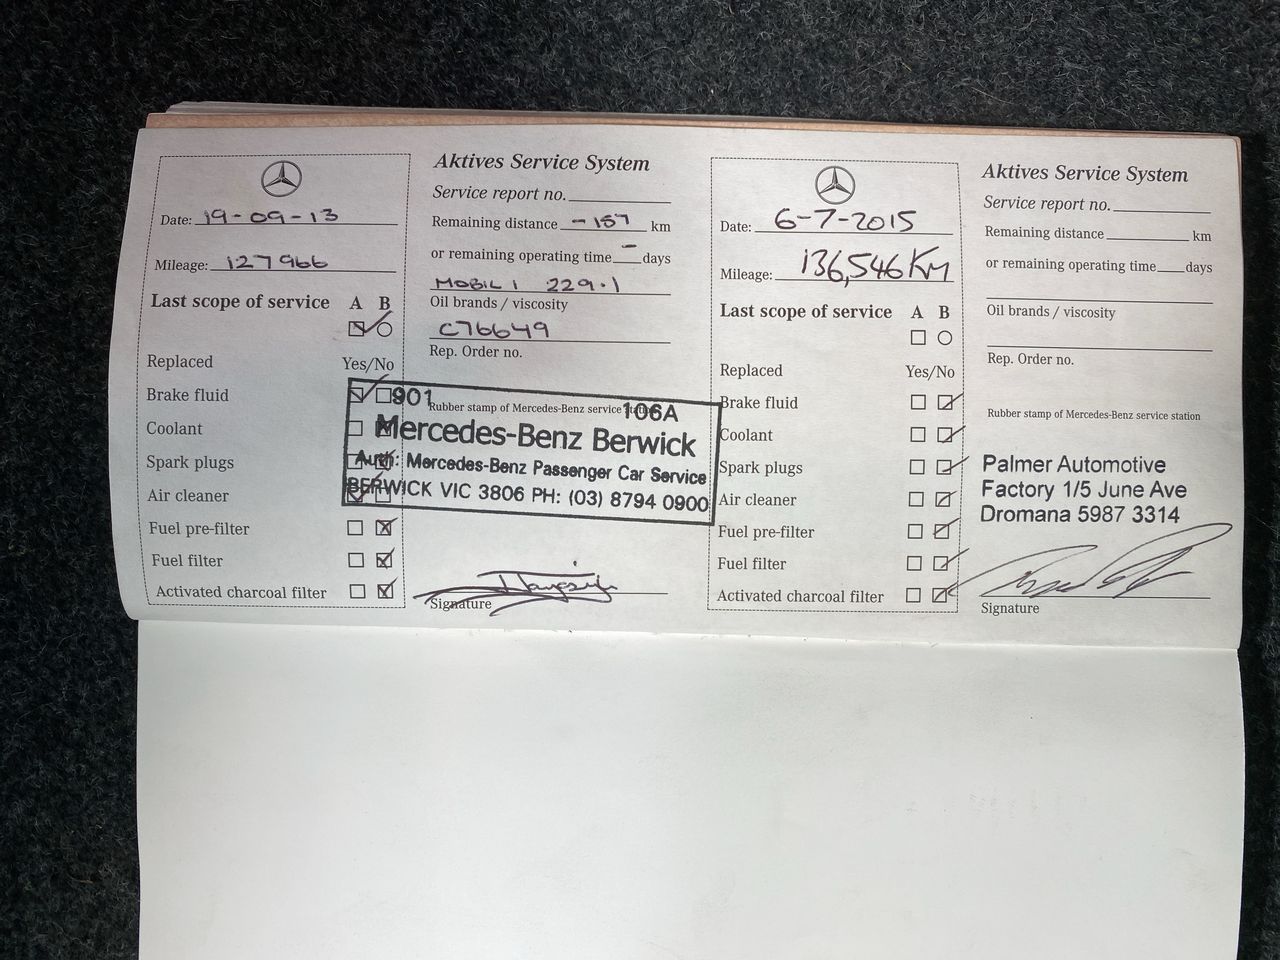 Date: 19-09-13
Mileage: 127966
Last scope of service A B
Replaced Yes/No
Brake fluid
Coolant
Spark plugs
Air cleaner
Fuel pre-filter
Fuel filter
Activated charcoal filter
Aktives Service System
Service report no.
Remaining distance -157 km
or remaining operating time - days
MOBIL 1 229.1
Oil brands / viscosity
C76649
Rep. Order no.
Rubber stamp of Mercedes-Benz service
901 106A
Mercedes-Benz Berwick
Auth: Mercedes-Benz Passenger Car Service
BERWICK VIC 3806 PH: (03) 8794 0900
Signature
Date: 6-7-2015
Mileage: 136,546 KM
Last scope of service A B
Replaced Yes/No
Brake fluid
Coolant
Spark plugs
Air cleaner
Fuel pre-filter
Fuel filter
Activated charcoal filter
Aktives Service System
Service report no.
Remaining distance km
or remaining operating time days
Oil brands / viscosity
Rep. Order no.
Rubber stamp of Mercedes-Benz service station
Palmer Automotive
Factory 1/5 June Ave
Dromana 5987 3314
Signature